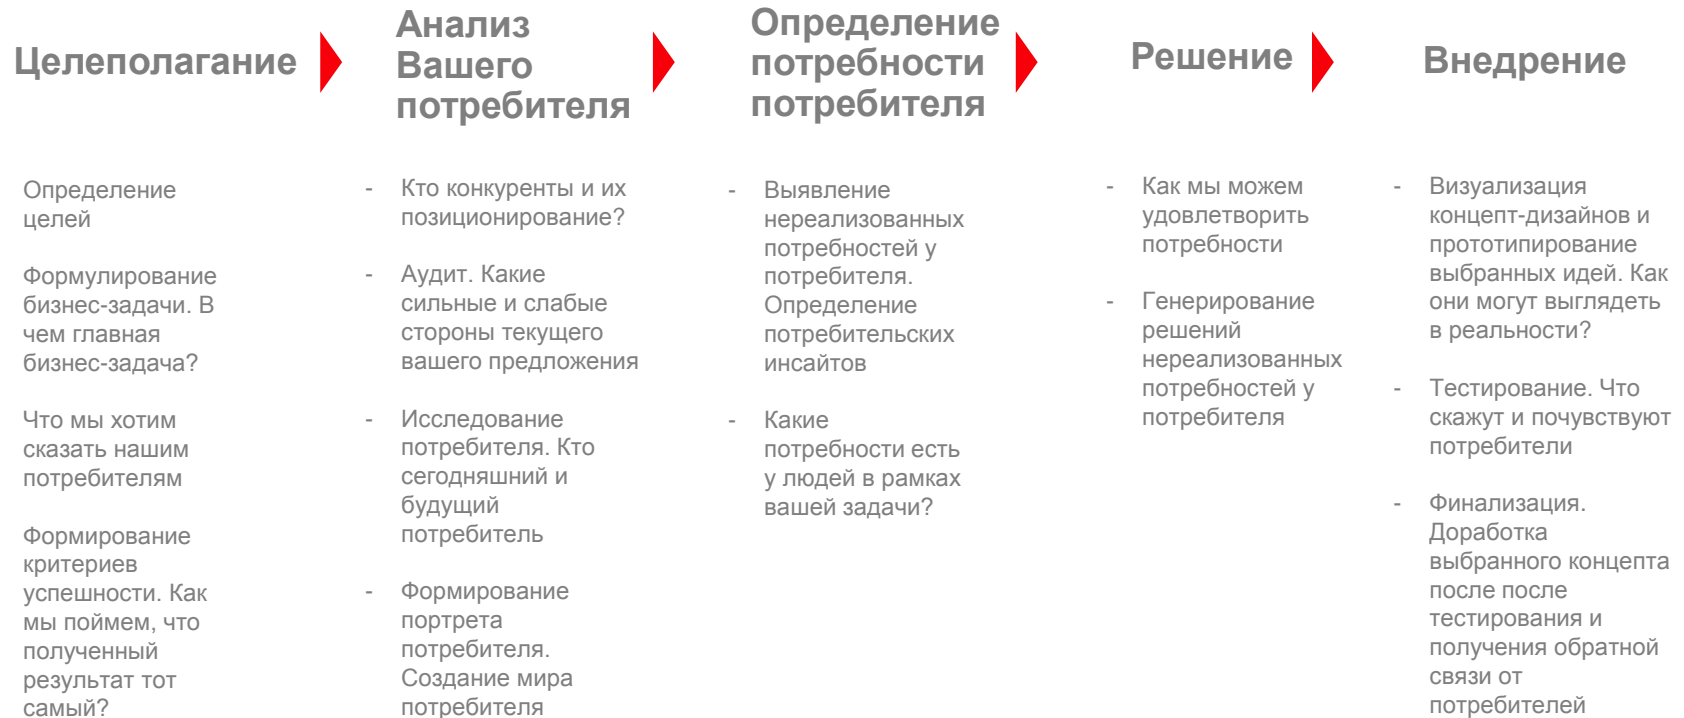 Целеполагание
Определение
целей
Формулирование
бизнес-задачи. В
чем главная
бизнес-задача?
Что мы хотим
сказать нашим
потребителям
Формирование
критериев
успешности. Как
мы поймем, что
полученный
результат тот
самый?
Анализ
Вашего
потребителя
- Кто конкуренты и их
позиционирование?
- Аудит. Какие
сильные и слабые
стороны текущего
вашего предложения
- Исследование
потребителя. Кто
сегодняшний и
будущий
потребитель
- Формирование
портрета
потребителя.
Создание мира
потребителя
Определение
потребности
потребителя
- Выявление
нереализованных
потребностей у
потребителя.
Определение
потребительских
инсайтов
- Какие
потребности есть
у людей в рамках
вашей задачи?
Решение
- Как мы можем
удовлетворить
потребности
- Генерирование
решений
нереализованных
потребностей у
потребителя
Внедрение
- Визуализация
концепт-дизайнов и
прототипирование
выбранных идей. Как
они могут выглядеть
в реальности?
- Тестирование. Что
скажут и почувствуют
потребители
- Финализация.
Доработка
выбранного концепта
после после
тестирования и
получения обратной
связи от
потребителей